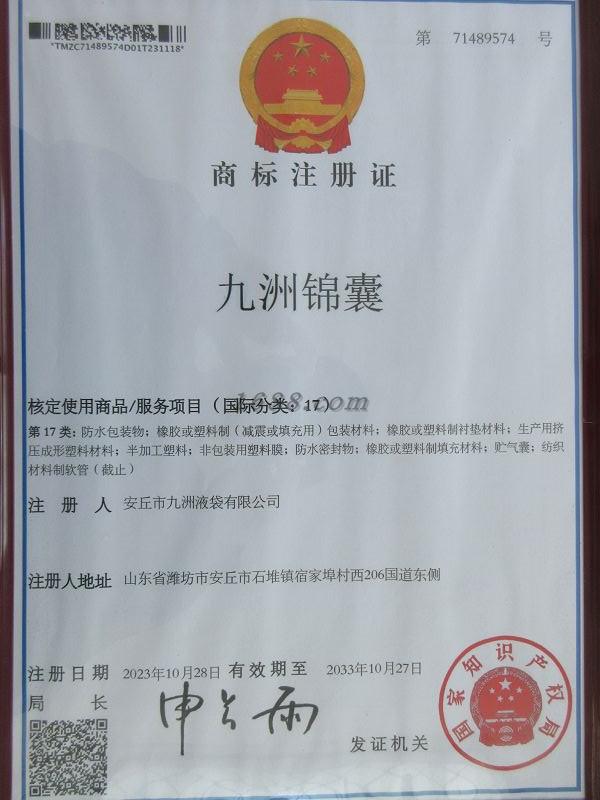 *TMZC71489574D01T231118*
第 71489574 号
商标注册证
九洲锦囊
1688.com
核定使用商品/服务项目（国际分类：17）
第 17 类：防水包装物；橡胶或塑料制（减震或填充用）包装材料；橡胶或塑料制衬垫材料；生产用挤
压成形塑料材料；半加工塑料；非包装用塑料膜；防水密封物；橡胶或塑料制填充材料；贮气囊；纺织
材料制软管（截止）
注 册 人 安丘市九洲液袋有限公司
注册人地址 山东省潍坊市安丘市石堆镇宿家埠村西206国道东侧
注册日期 2023年10月28日 有效期至 2033年10月27日
局 长 申长雨
发证机关
国家知识产权局